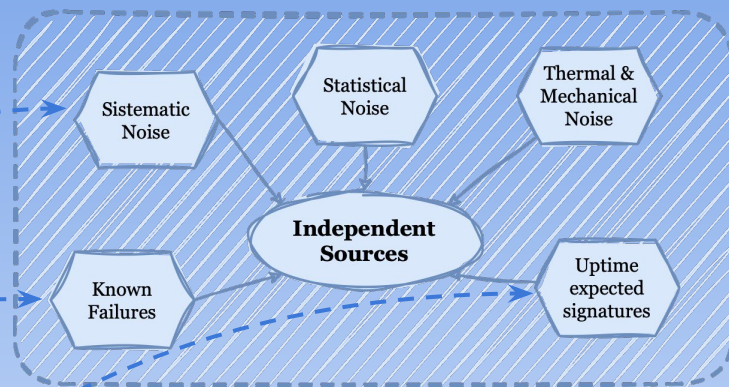 Sistematic
Noise
Statistical
Noise
Thermal &
Mechanical
Noise
Independent
Sources
Known
Failures
Uptime
expected
signatures